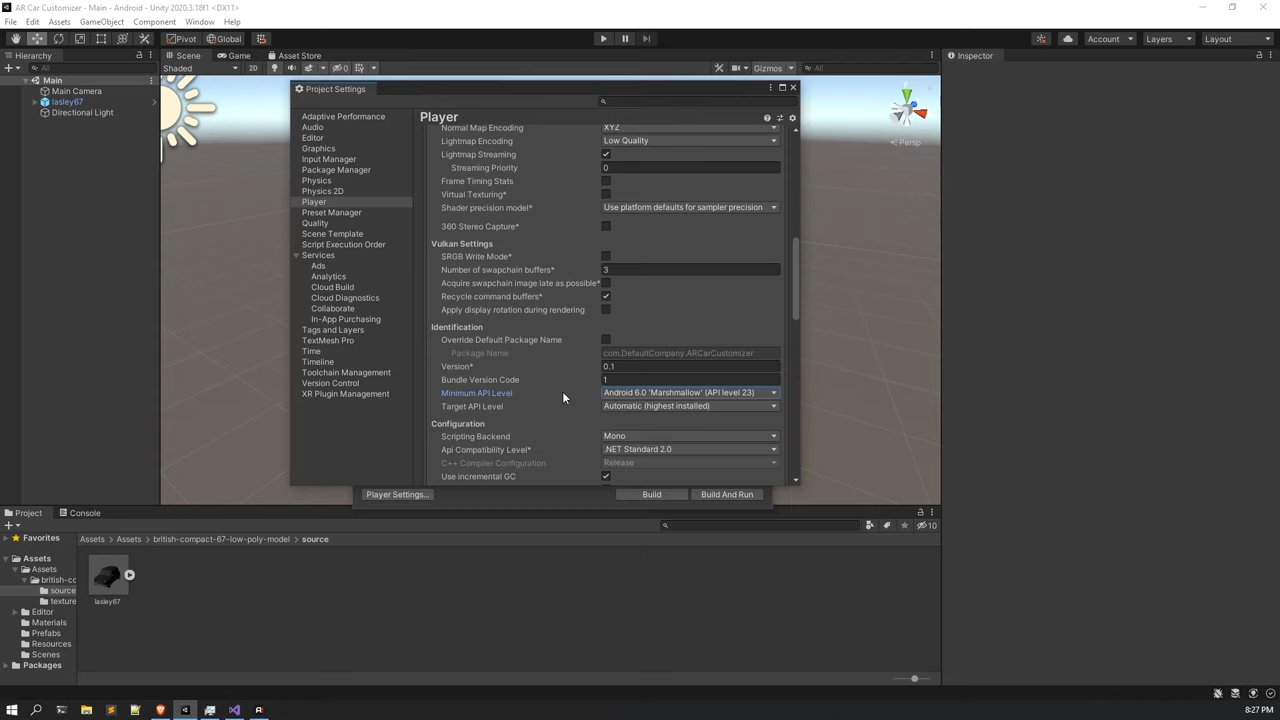 AR Car Customizer - Main - Android - Unity 2020.3.18f1 <DX11>
File Edit Assets GameObject Component Window Help
Pivot Global Account Layers Layout
Hierarchy Scene Game Asset Store Inspector
All Shaded 2D 0 Gizmos All
Main
Main Camera
lasley67
Directional Light
Persp
Project Settings
Adaptive Performance
Audio
Editor
Graphics
Input Manager
Package Manager
Physics
Physics 2D
Player
Preset Manager
Quality
Scene Template
Script Execution Order
Services
Ads
Analytics
Cloud Build
Cloud Diagnostics
Collaborate
In-App Purchasing
Tags and Layers
TextMesh Pro
Time
Timeline
Toolchain Management
Version Control
XR Plugin Management
Player
Normal Map Encoding XYZ
Lightmap Encoding Low Quality
Lightmap Streaming
Streaming Priority 0
Frame Timing Stats
Virtual Texturing*
Shader precision model* Use platform defaults for sampler precision
360 Stereo Capture*
Vulkan Settings
SRGB Write Mode*
Number of swapchain buffers* 3
Acquire swapchain image late as possible*
Recycle command buffers*
Apply display rotation during rendering
Identification
Override Default Package Name
Package Name com.DefaultCompany.ARCarCustomizer
Version* 0.1
Bundle Version Code 1
Minimum API Level Android 6.0 'Marshmallow' (API level 23)
Target API Level Automatic (highest installed)
Configuration
Scripting Backend Mono
Api Compatibility Level* .NET Standard 2.0
C++ Compiler Configuration Release
Use incremental GC
Player Settings... Build Build And Run
Project Console
10
Favorites
Assets
Assets
british-cc
source
texture
Editor
Materials
Prefabs
Resources
Scenes
Packages
Assets > Assets > british-compact-67-low-poly-model > source
lasley67
8:27 PM